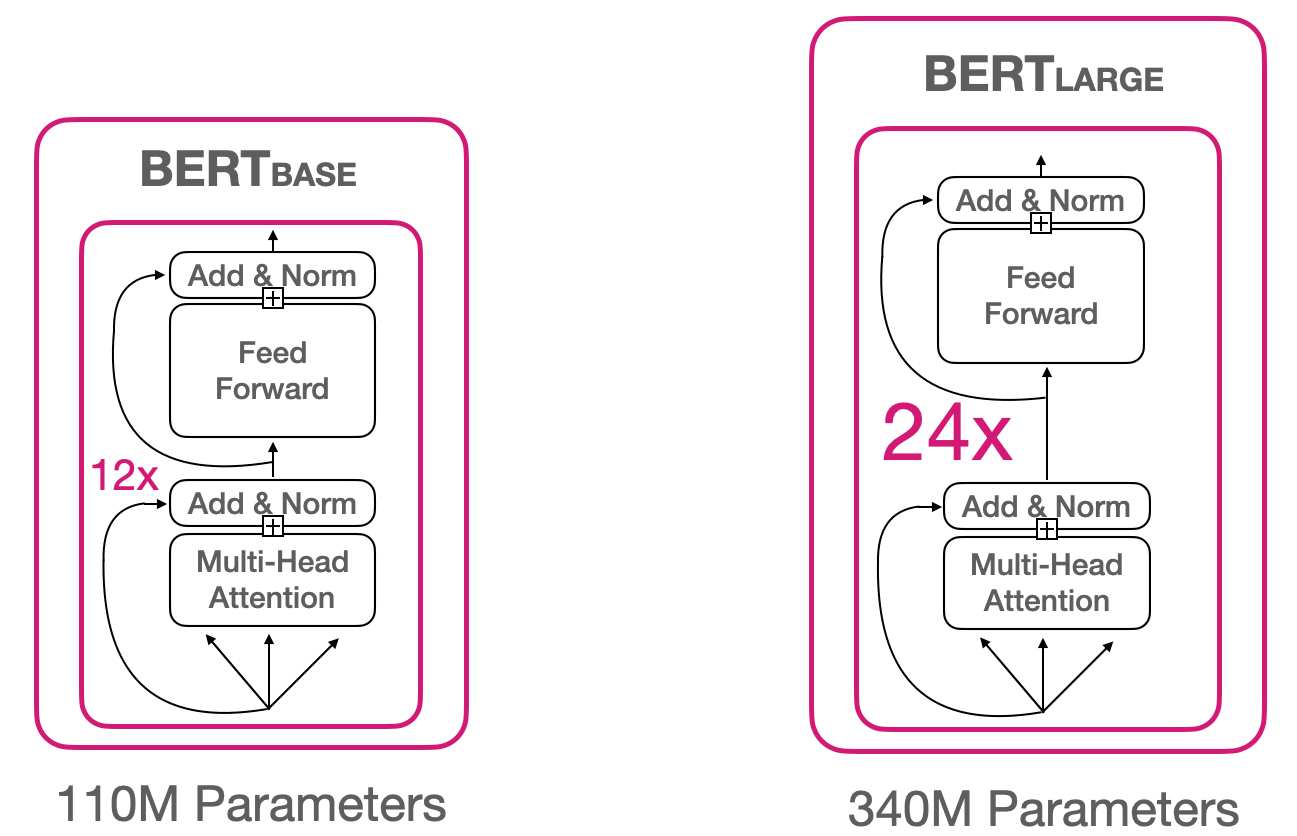 BERTBASE
Add & Norm
Feed
Forward
12x
Add & Norm
Multi-Head
Attention
110M Parameters
BERTLARGE
Add & Norm
Feed
Forward
24x
Add & Norm
Multi-Head
Attention
340M Parameters